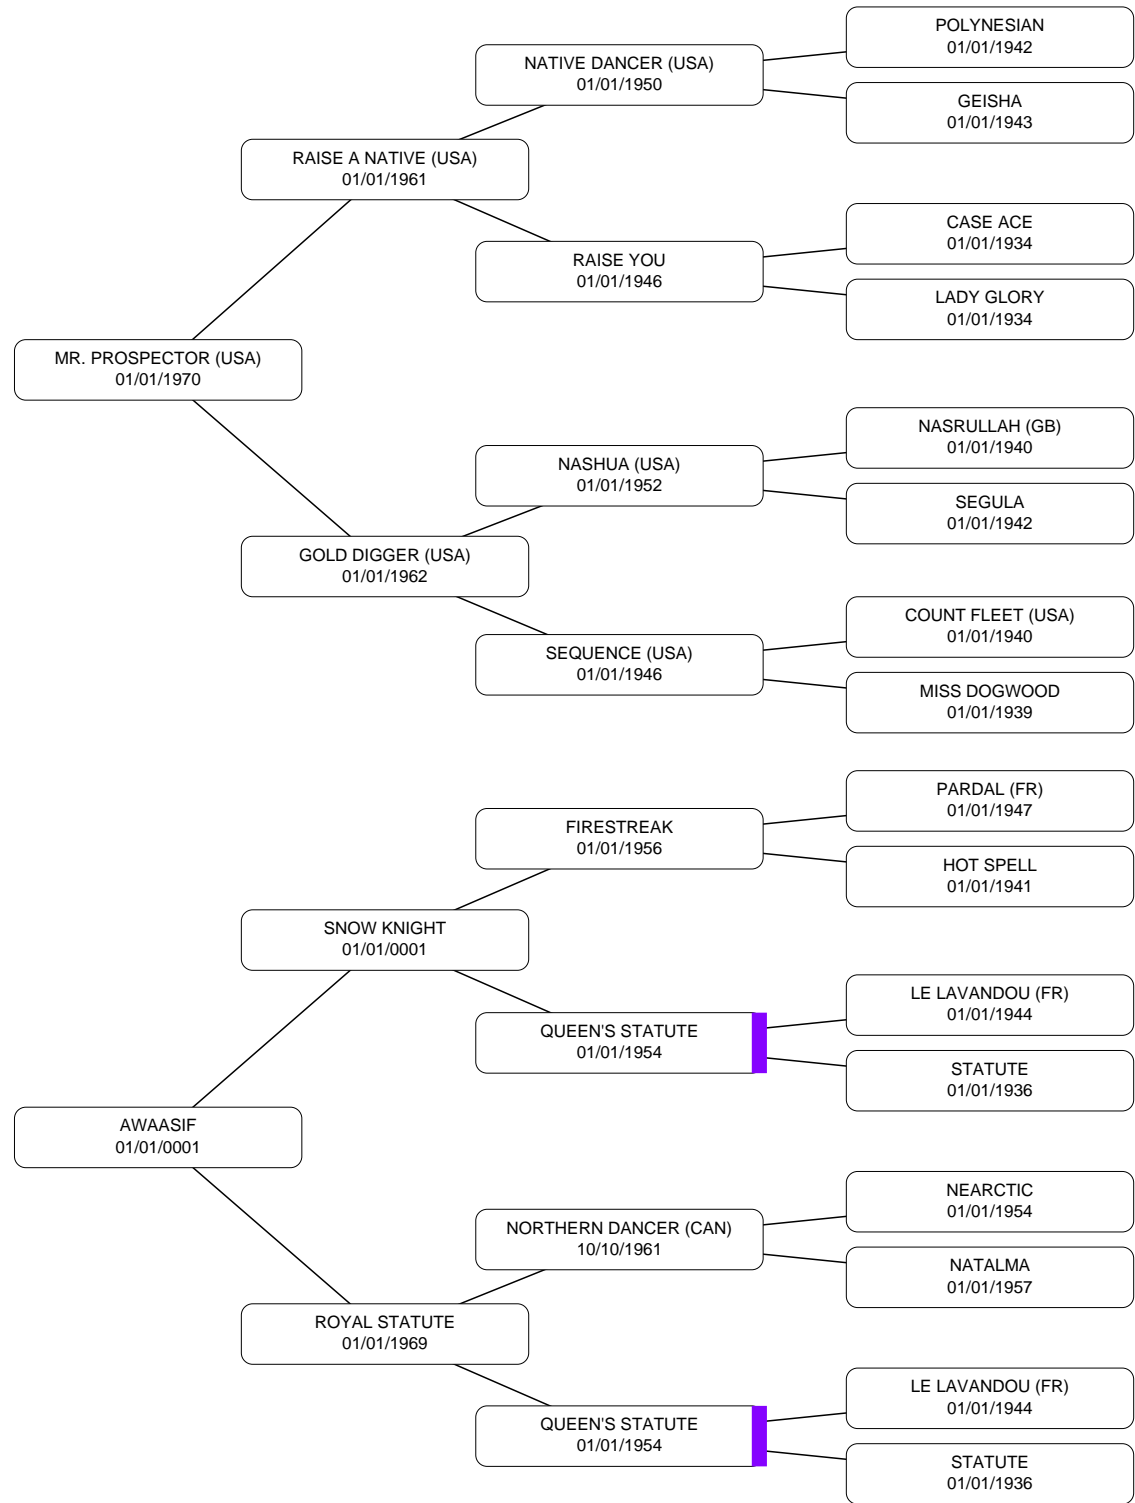 POLYNESIAN
01/01/1942
NATIVE DANCER (USA)
01/01/1950
GEISHA
01/01/1943
RAISE A NATIVE (USA)
01/01/1961
CASE ACE
01/01/1934
RAISE YOU
01/01/1946
LADY GLORY
01/01/1934
MR. PROSPECTOR (USA)
01/01/1970
NASRULLAH (GB)
01/01/1940
NASHUA (USA)
01/01/1952
SEGULA
01/01/1942
GOLD DIGGER (USA)
01/01/1962
COUNT FLEET (USA)
01/01/1940
SEQUENCE (USA)
01/01/1946
MISS DOGWOOD
01/01/1939
PARDAL (FR)
01/01/1947
FIRESTREAK
01/01/1956
HOT SPELL
01/01/1941
SNOW KNIGHT
01/01/0001
LE LAVANDOU (FR)
01/01/1944
QUEEN'S STATUTE
01/01/1954
STATUTE
01/01/1936
AWAASIF
01/01/0001
NEARCTIC
01/01/1954
NORTHERN DANCER (CAN)
10/10/1961
NATALMA
01/01/1957
ROYAL STATUTE
01/01/1969
LE LAVANDOU (FR)
01/01/1944
QUEEN'S STATUTE
01/01/1954
STATUTE
01/01/1936